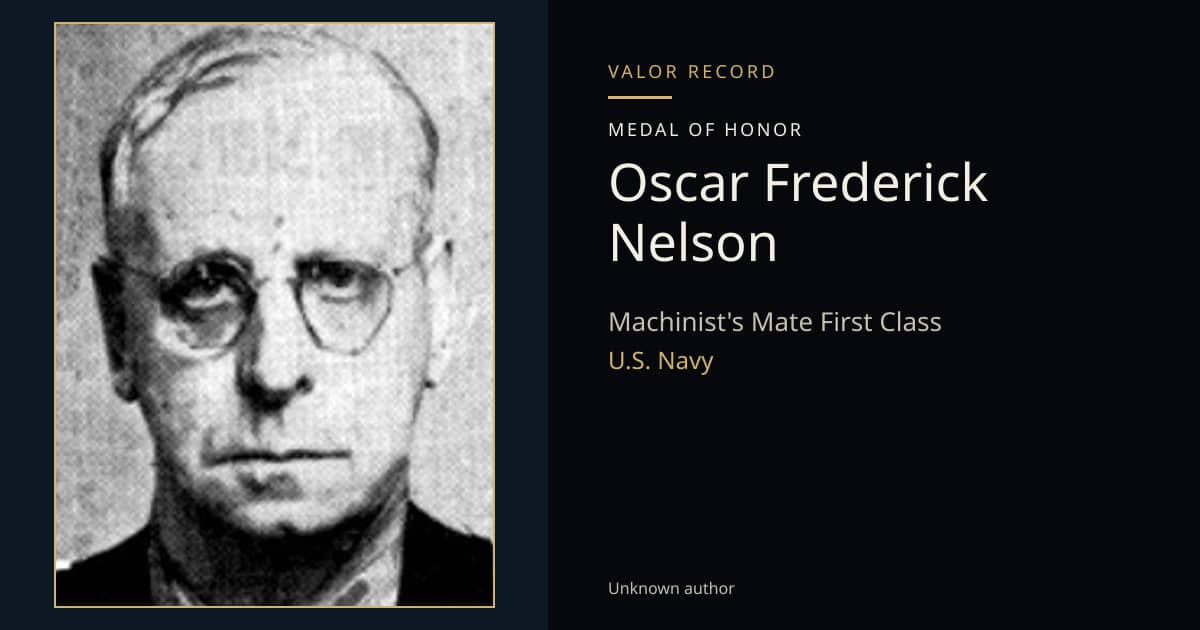 VALOR RECORD
MEDAL OF HONOR
Oscar Frederick
Nelson
Machinist's Mate First Class
U.S. Navy
Unknown author